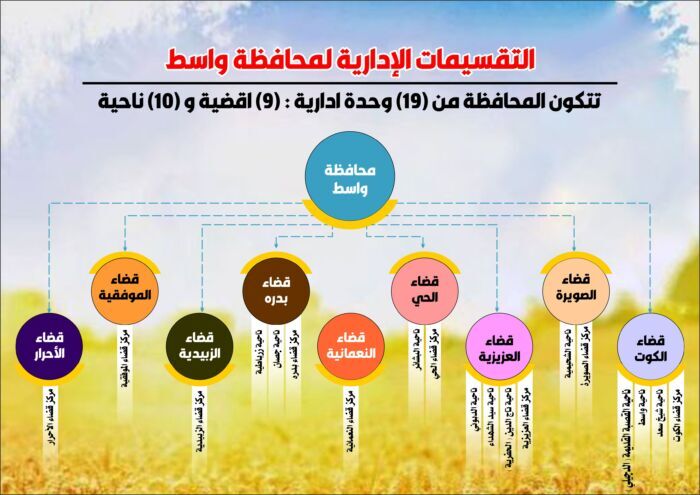 التقسيمات الإدارية لمحافظة واسط
تتكون المحافظة من (19) وحدة ادارية : (9) اقضية و (10) ناحية
محافظة
واسط
قضاء
الكوت
مركز قضاء الكوت
ناحية شيخ سعد
ناحية واسط
ناحية القصبة القديمة - الدجيلي
قضاء
الصويرة
مركز قضاء الصويرة
ناحية الشحيمية
قضاء
العزيزية
مركز قضاء العزيزية
ناحية تاج الدين - الحفرية
ناحية سيد الشهداء
ناحية الدبوني
قضاء
الحي
مركز قضاء الحي
ناحية البشائر
قضاء
النعمانية
مركز قضاء النعمانية
قضاء
بدره
مركز قضاء بدره
ناحية جصان
ناحية زرباطية
قضاء
الزبيدية
مركز قضاء الزبيدية
قضاء
الموفقية
مركز قضاء الموفقية
قضاء
الأحرار
مركز قضاء الأحرار